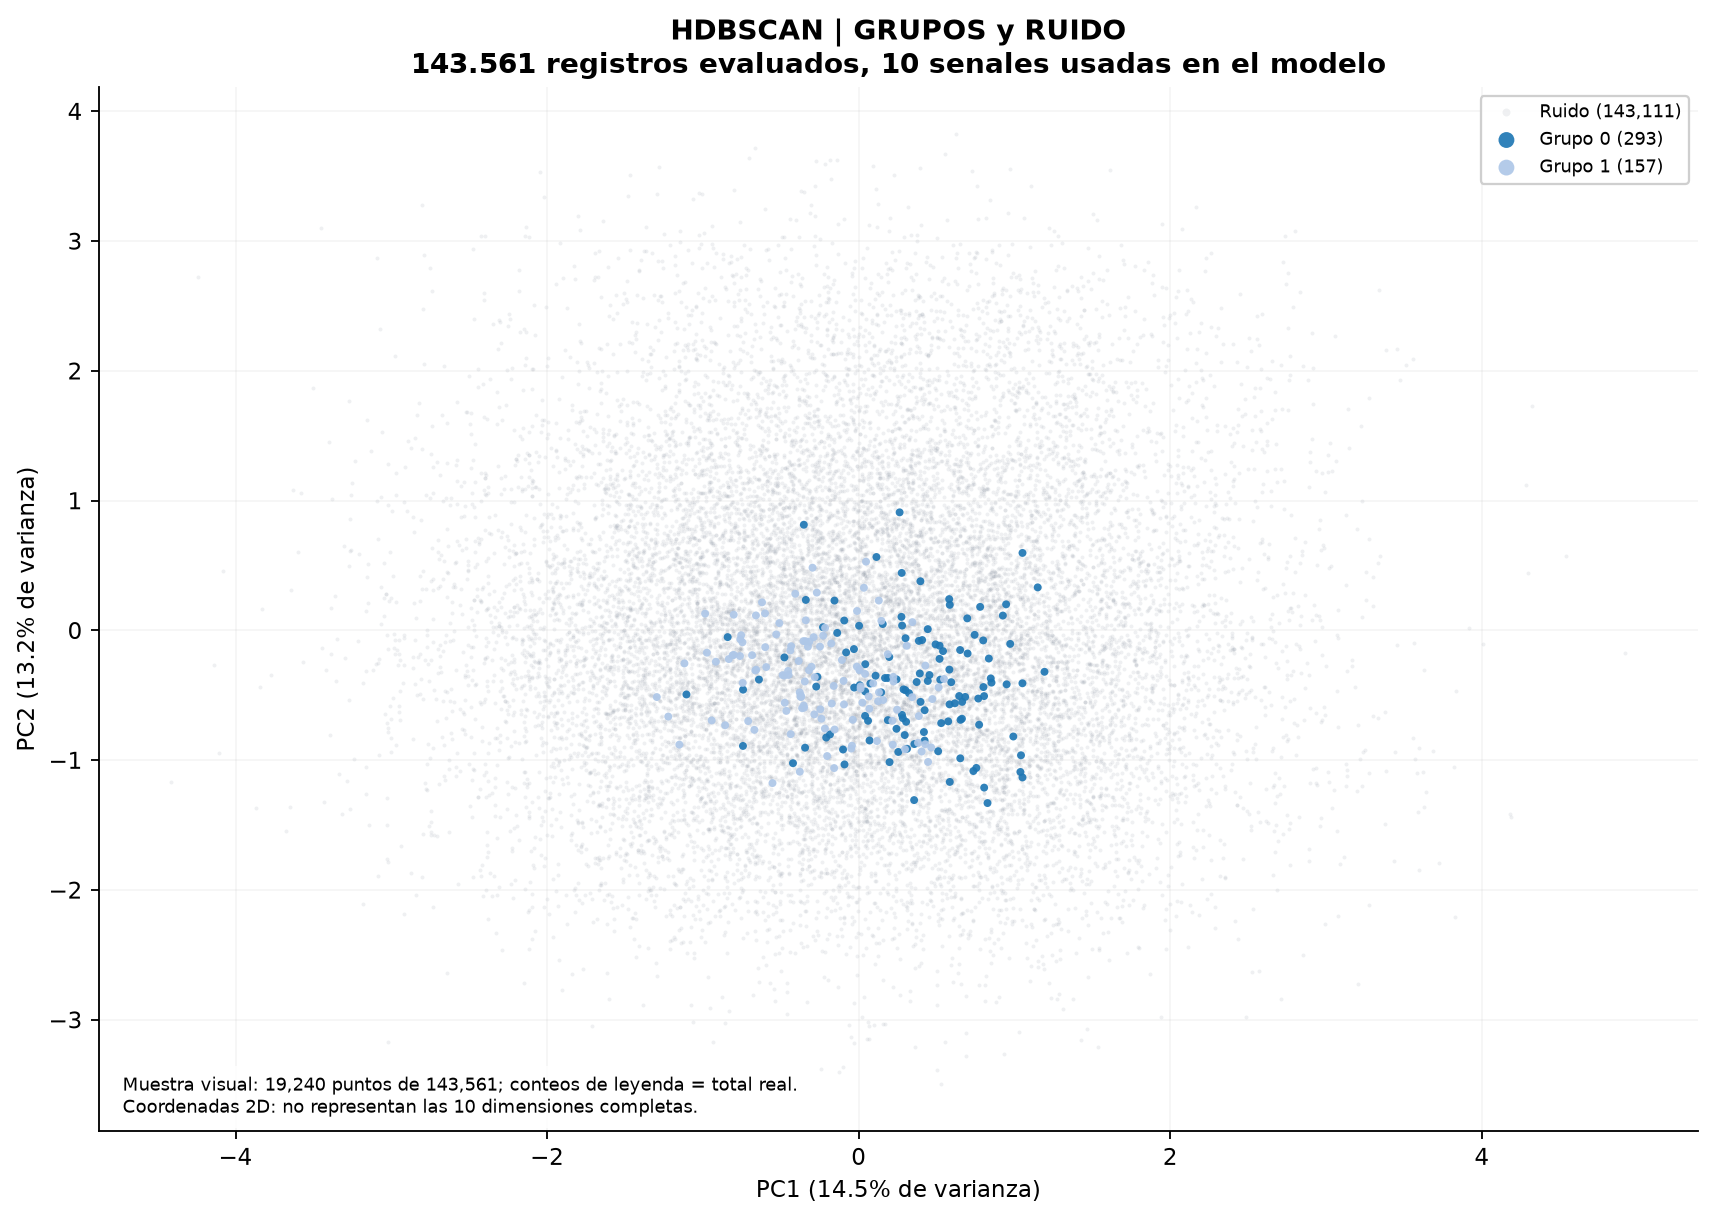 HDBSCAN | GRUPOS y RUIDO
143.561 registros evaluados, 10 senales usadas en el modelo
Ruido (143,111)
Grupo 0 (293)
Grupo 1 (157)
4
3
2
1
0
−1
−2
−3
PC2 (13.2% de varianza)
Muestra visual: 19,240 puntos de 143,561; conteos de leyenda = total real.
Coordenadas 2D: no representan las 10 dimensiones completas.
−4
−2
0
2
4
PC1 (14.5% de varianza)